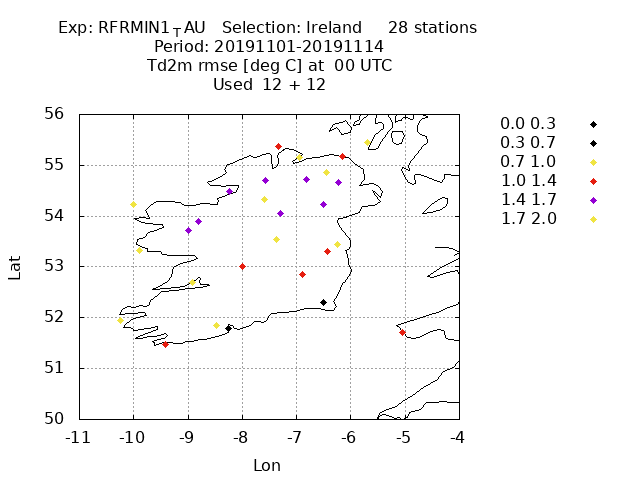 Exp: RFRMIN1_TAU   Selection: Ireland     28 stations
Period: 20191101-20191114
Td2m rmse [deg C] at  00 UTC
Used  12 + 12
0.0 0.3
0.3 0.7
0.7 1.0
1.0 1.4
1.4 1.7
1.7 2.0
56
55
54
53
52
51
50
Lat
-11 -10 -9 -8 -7 -6 -5 -4
Lon